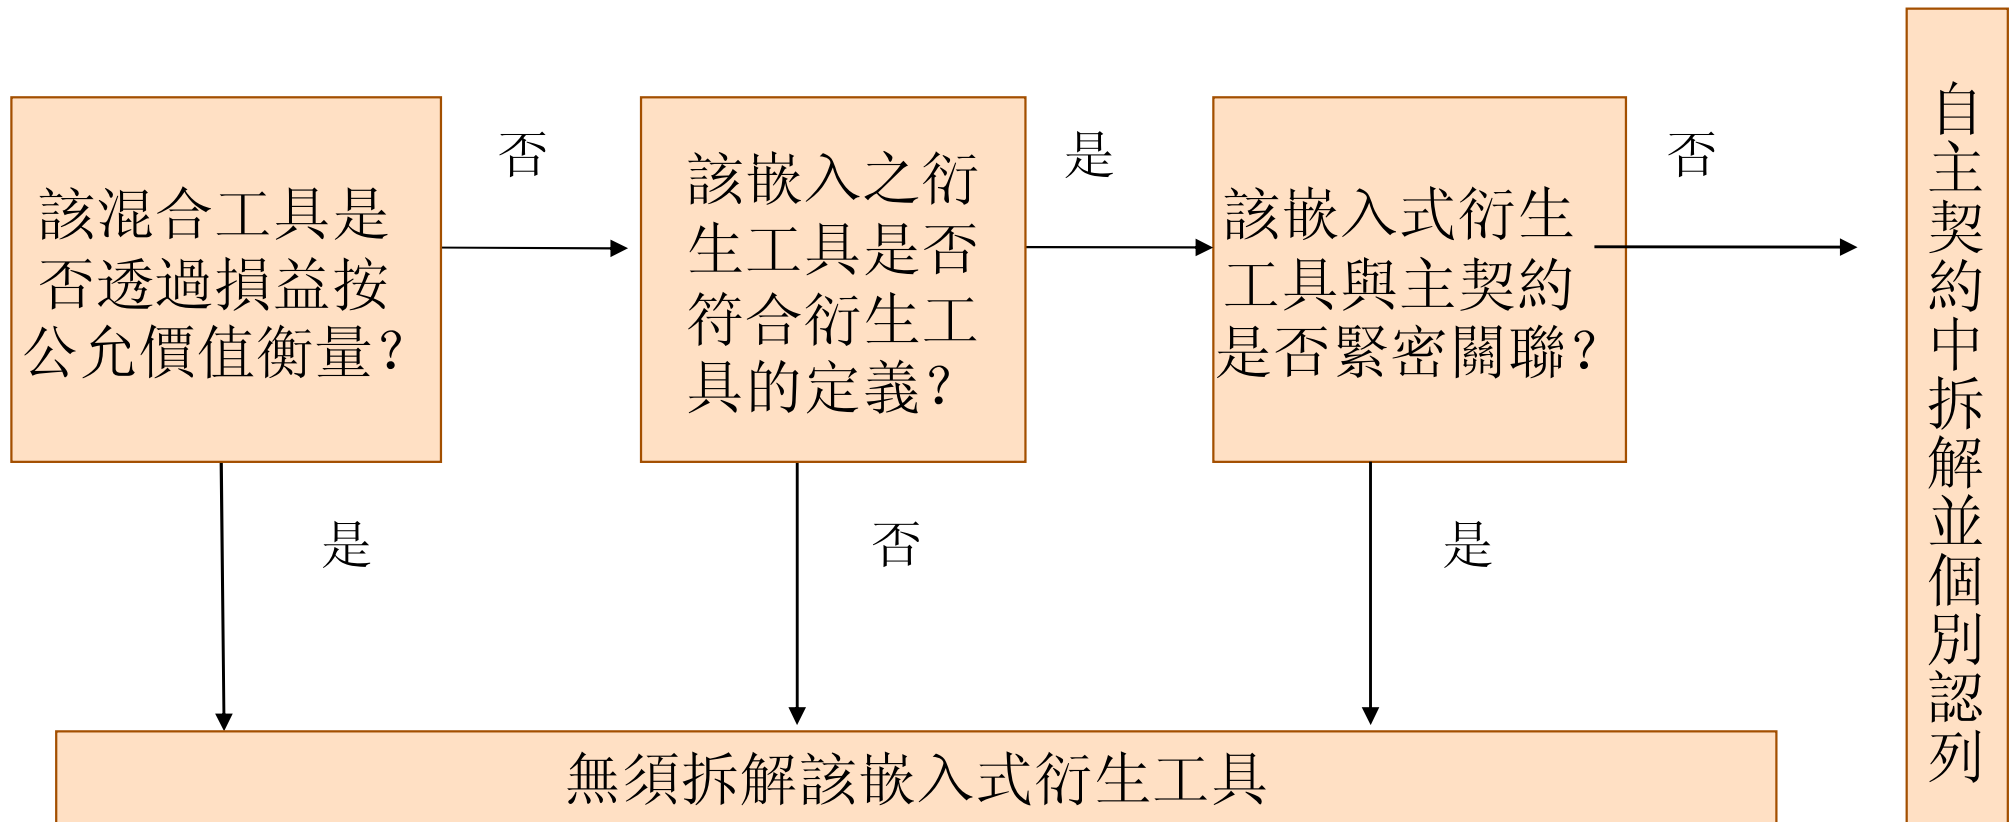 該混合工具是
否透過損益按
公允價值衡量？
否
該嵌入之衍
生工具是否
符合衍生工
具的定義？
是
該嵌入式衍生
工具與主契約
是否緊密關聯？
否
自主契約中拆解並個別認列
是
否
是
無須拆解該嵌入式衍生工具